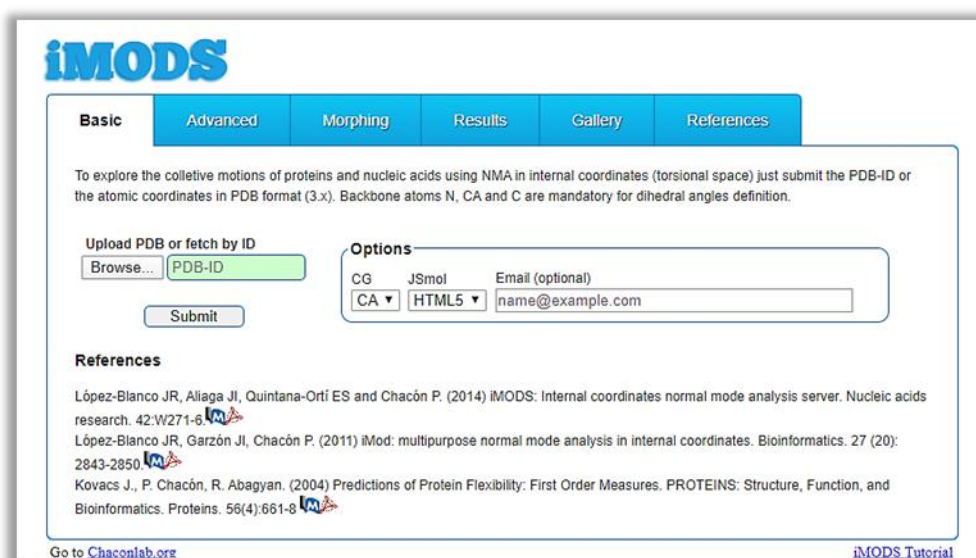 iMODS
Basic Advanced Morphing Results Gallery References
To explore the colletive motions of proteins and nucleic acids using NMA in internal coordinates (torsional space) just submit the PDB-ID or
the atomic coordinates in PDB format (3.x). Backbone atoms N, CA and C are mandatory for dihedral angles definition.
Upload PDB or fetch by ID
Browse... PDB-ID
Submit
Options
CG JSmol Email (optional)
CA HTML5 name@example.com
References
López-Blanco JR, Aliaga JI, Quintana-Ortí ES and Chacón P. (2014) iMODS: Internal coordinates normal mode analysis server. Nucleic acids
research. 42:W271-6.
López-Blanco JR, Garzón JI, Chacón P. (2011) iMod: multipurpose normal mode analysis in internal coordinates. Bioinformatics. 27 (20):
2843-2850.
Kovacs J., P. Chacón, R. Abagyan. (2004) Predictions of Protein Flexibility: First Order Measures. PROTEINS: Structure, Function, and
Bioinformatics. Proteins. 56(4):661-8
Go to Chaconlab.org iMODS Tutorial